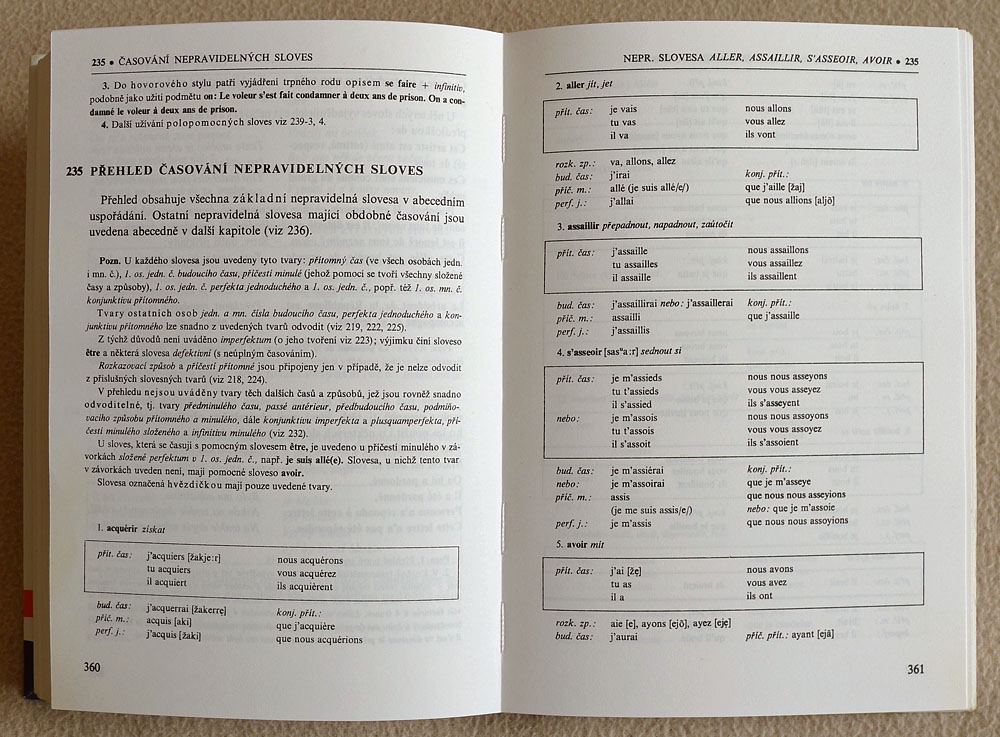 235 • ČASOVÁNÍ NEPRAVIDELNÝCH SLOVES
3. Do hovorového stylu patří vyjádření trpného rodu opisem se faire + infinitiv,
podobně jako užití podmětu on: Le voleur s'est fait condamner à deux ans de prison. On a con-
damné le voleur à deux ans de prison.
4. Další užívání polopomocných sloves viz 239-3, 4.
235 PŘEHLED ČASOVÁNÍ NEPRAVIDELNÝCH SLOVES
Přehled obsahuje všechna základní nepravidelná slovesa v abecedním
uspořádání. Ostatní nepravidelná slovesa mající obdobné časování jsou
uvedena abecedně v další kapitole (viz 236).
Pozn. U každého slovesa jsou uvedeny tyto tvary: přítomný čas (ve všech osobách jedn.
i mn. č.), 1. os. jedn. č. budoucího času, příčestí minulé (jehož pomocí se tvoří všechny složené
časy a způsoby), 1. os. jedn. č. perfekta jednoduchého a 1. os. jedn. č., popř. též 1. os. mn. č.
konjunktivu přítomného.
Tvary ostatních osob jedn. a mn. čísla budoucího času, perfekta jednoduchého a kon-
junktivu přítomného lze snadno z uvedených tvarů odvodit (viz 219, 222, 225).
Z týchž důvodů není uváděno imperfektum (o jeho tvoření viz 223); výjimku činí sloveso
être a některá slovesa defektivní (s neúplným časováním).
Rozkazovací způsob a příčestí přítomné jsou připojeny jen v případě, že je nelze odvodit
z příslušných slovesných tvarů (viz 218, 224).
V přehledu nejsou uváděny tvary těch dalších časů a způsobů, jež jsou rovněž snadno
odvoditelné, tj. tvary předminulého času, passé antérieur, předbudoucího času, podmiňo-
vacího způsobu přítomného a minulého, dále konjunktivu imperfekta a plusquamperfekta, pří-
čestí minulého složeného a infinitivu minulého (viz 232).
U sloves, která se časují s pomocným slovesem être, je uvedeno u příčestí minulého v zá-
vorkách složené perfektum v 1. os. jedn. č., např. je suis allé(e). Slovesa, u nichž tento tvar
v závorkách uveden není, mají pomocné sloveso avoir.
Slovesa označená hvězdičkou mají pouze uvedené tvary.
1. acquérir získat
přít. čas: j'acquiers [žakje:r] nous acquérons
tu acquiers vous acquérez
il acquiert ils acquièrent
bud. čas: j'acquerrai [žakerrẹ] konj. přít.:
příč. m.: acquis [aki] que j'acquière
perf. j.: j'acquis [žaki] que nous acquérions
360
NEPR. SLOVESA ALLER, ASSAILLIR, S'ASSEOIR, AVOIR • 235
2. aller jít, jet
přít. čas: je vais nous allons
tu vas vous allez
il va ils vont
rozk. zp.: va, allons, allez
bud. čas: j'irai konj. přít.:
příč. m.: allé (je suis allé/e/) que j'aille [žaj]
perf. j.: j'allai que nous allions [aljõ]
3. assaillir přepadnout, napadnout, zaútočit
přít. čas: j'assaille nous assaillons
tu assailles vous assaillez
il assaille ils assaillent
bud. čas: j'assaillirai nebo: j'assaillerai konj. přít.:
příč. m.: assailli que j'assaille
perf. j.: j'assaillis
4. s'asseoir [sasᵘa:r] sednout si
přít. čas: je m'assieds nous nous asseyons
tu t'assieds vous vous asseyez
il s'assied ils s'asseyent
nebo: je m'assois nous nous assoyons
tu t'assois vous vous assoyez
il s'assoit ils s'assoient
bud. čas: je m'assiérai konj. přít.:
nebo: je m'assoirai que je m'asseye
příč. m.: assis que nous nous asseyions
(je me suis assis/e/) nebo: que je m'assoie
perf. j.: je m'assis que nous nous assoyions
5. avoir mít
přít. čas: j'ai [žẹ] nous avons
tu as vous avez
il a ils ont
rozk. zp.: aie [e], ayons [ejõ], ayez [ejẹ]
bud. čas: j'aurai příč. přít.: ayant [ejã]
361